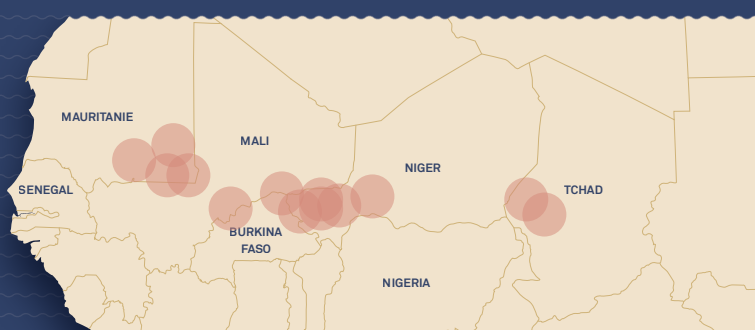 MAURITANIE
MALI
NIGER
SENEGAL
TCHAD
BURKINA
FASO
NIGERIA